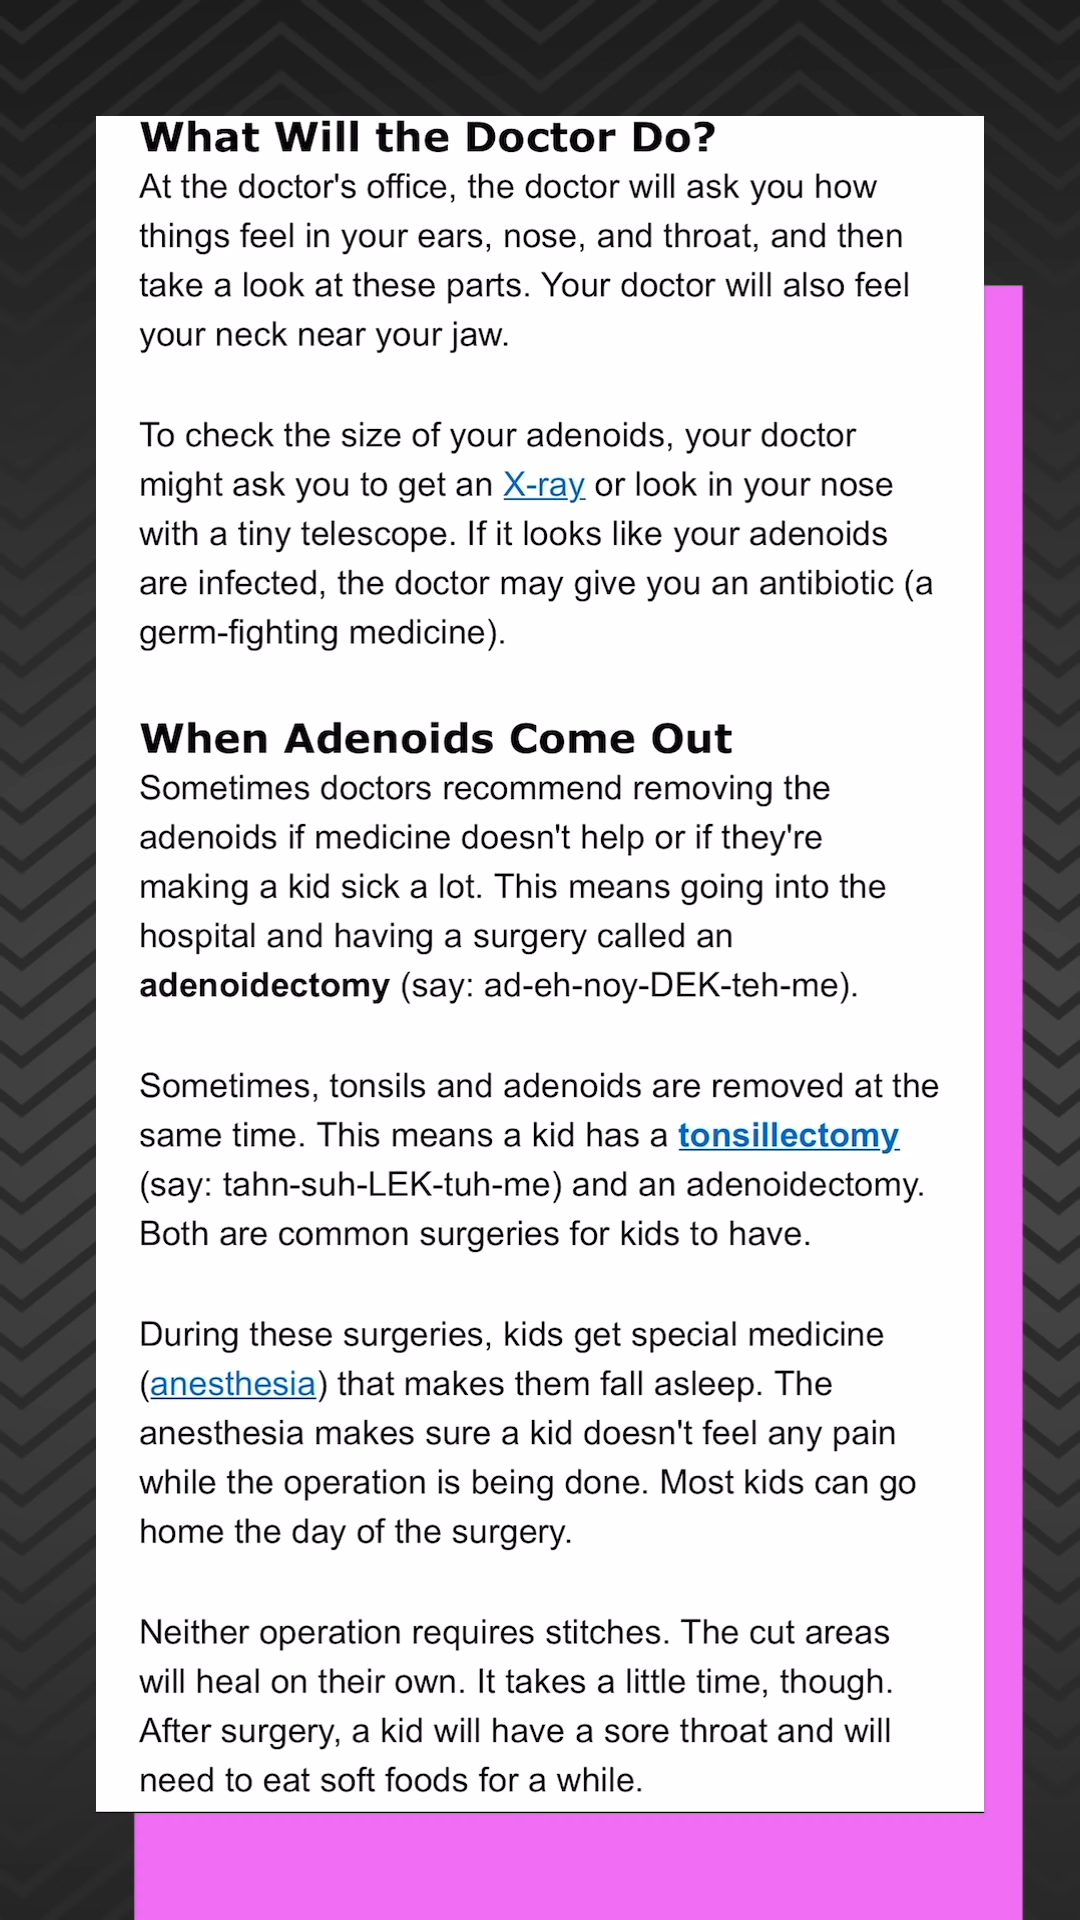 What Will the Doctor Do?
At the doctor's office, the doctor will ask you how
things feel in your ears, nose, and throat, and then
take a look at these parts. Your doctor will also feel
your neck near your jaw.
To check the size of your adenoids, your doctor
might ask you to get an X-ray or look in your nose
with a tiny telescope. If it looks like your adenoids
are infected, the doctor may give you an antibiotic (a
germ-fighting medicine).
When Adenoids Come Out
Sometimes doctors recommend removing the
adenoids if medicine doesn't help or if they're
making a kid sick a lot. This means going into the
hospital and having a surgery called an
adenoidectomy (say: ad-eh-noy-DEK-teh-me).
Sometimes, tonsils and adenoids are removed at the
same time. This means a kid has a tonsillectomy
(say: tahn-suh-LEK-tuh-me) and an adenoidectomy.
Both are common surgeries for kids to have.
During these surgeries, kids get special medicine
(anesthesia) that makes them fall asleep. The
anesthesia makes sure a kid doesn't feel any pain
while the operation is being done. Most kids can go
home the day of the surgery.
Neither operation requires stitches. The cut areas
will heal on their own. It takes a little time, though.
After surgery, a kid will have a sore throat and will
need to eat soft foods for a while.